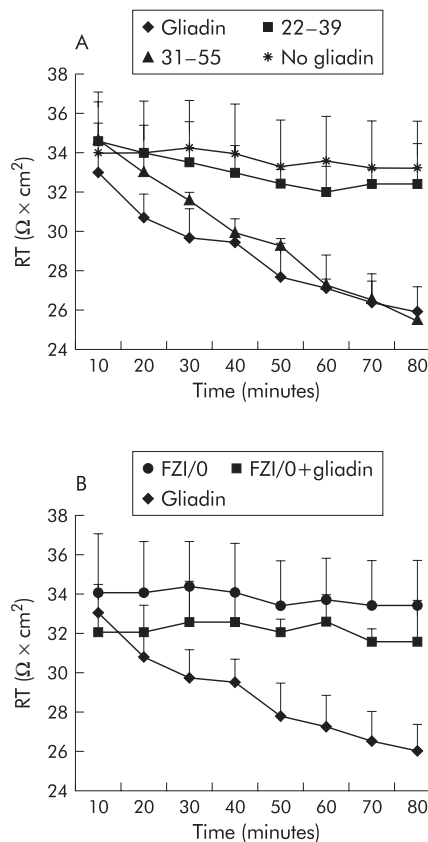 A
Gliadin 22–39
31–55 No gliadin
38
36
34
32
30
28
26
24
RT (Ω × cm2)
10 20 30 40 50 60 70 80
Time (minutes)
B
FZI/0 FZI/0+gliadin
Gliadin
38
36
34
32
30
28
26
24
RT (Ω × cm2)
10 20 30 40 50 60 70 80
Time (minutes)